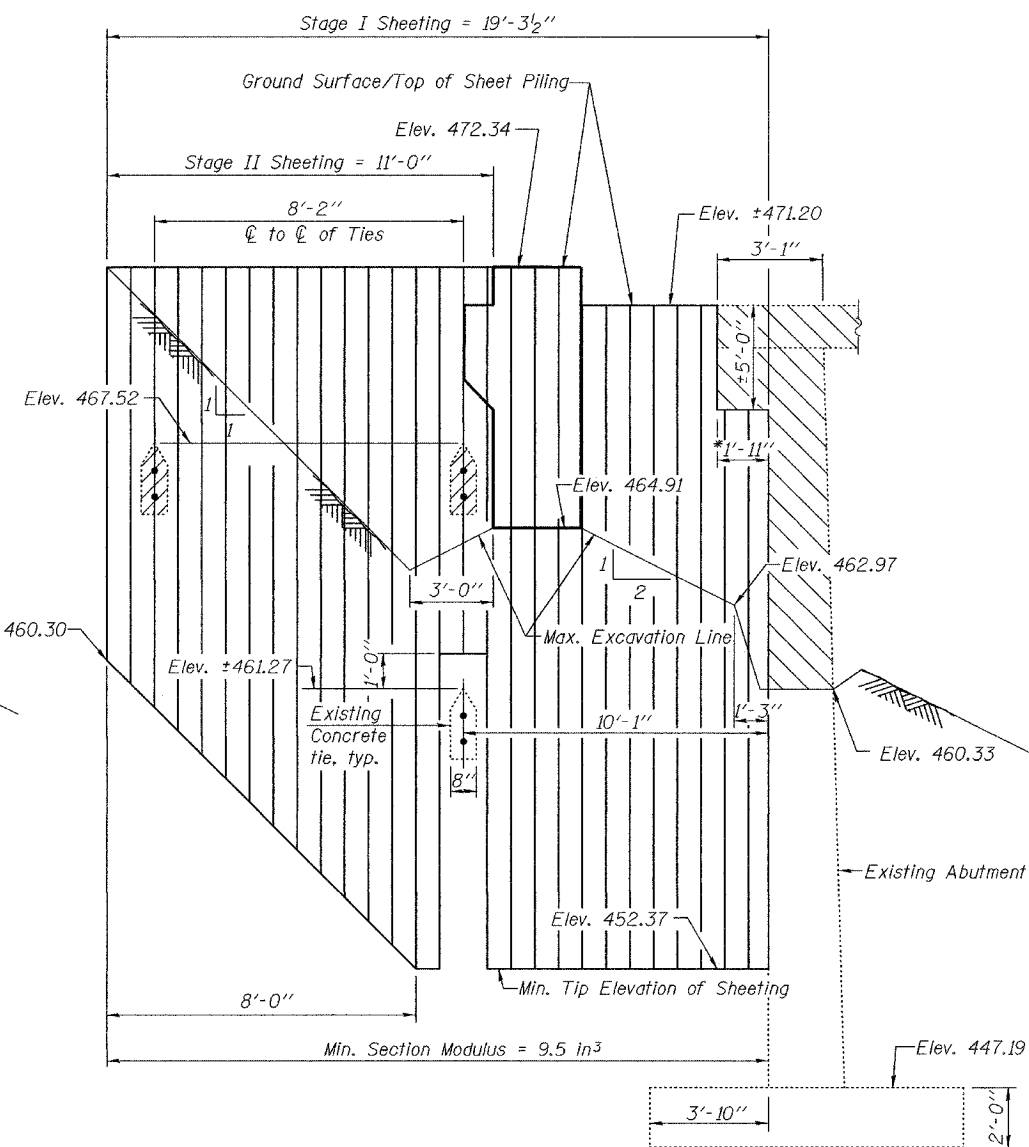 Stage I Sheeting = 19'-3½"
Ground Surface/Top of Sheet Piling
Elev. 472.34
Stage II Sheeting = 11'-0"
8'-2"
℄ to ℄ of Ties
Elev. ±471.20
3'-1"
±5'-0"
Elev. 467.52
1
1
*1'-11"
Elev. 464.91
1
2
Elev. 462.97
3'-0"
Max. Excavation Line
460.30
Elev. ±461.27
1'-0"
Existing
Concrete
tie, typ.
8"
10'-1"
1'-3"
Elev. 460.33
Existing Abutment
Elev. 452.37
Min. Tip Elevation of Sheeting
8'-0"
Min. Section Modulus = 9.5 in³
Elev. 447.19
3'-10"
2'-0"